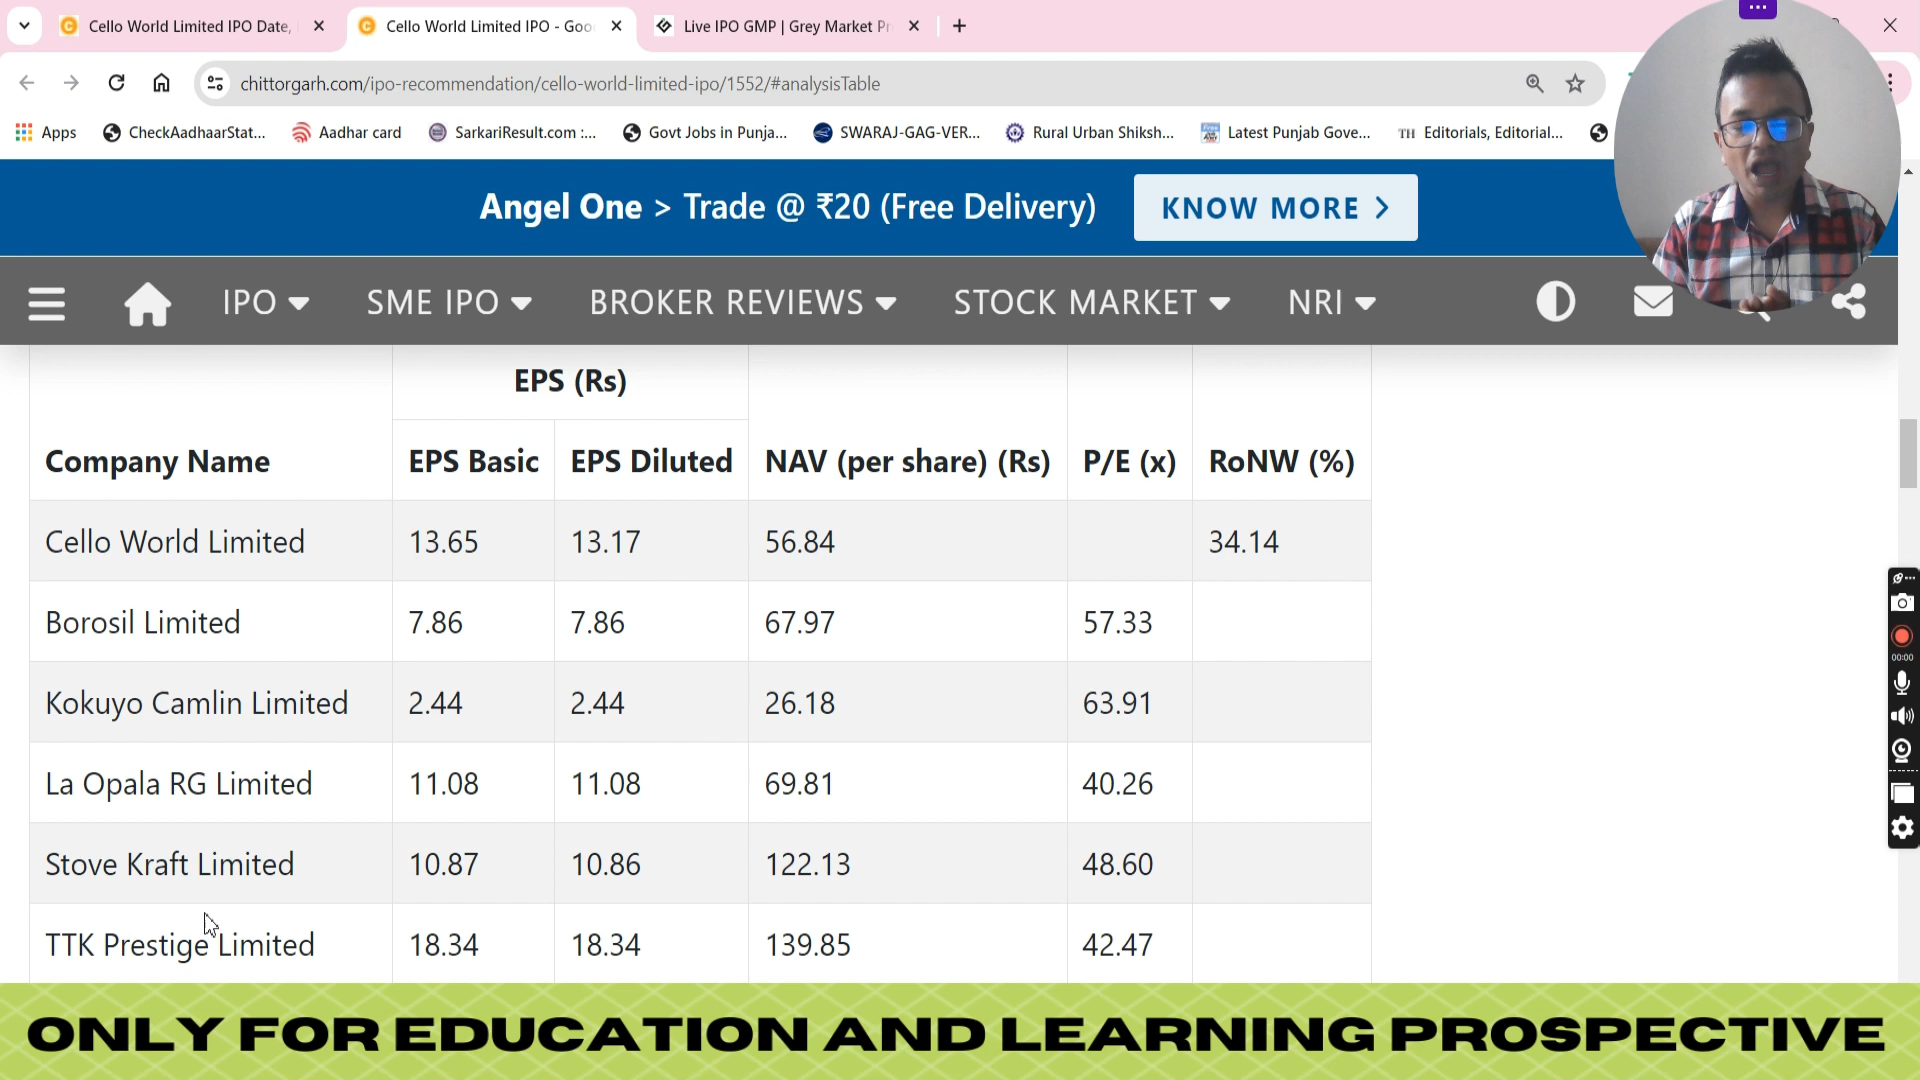 Cello World Limited IPO Date,
Cello World Limited IPO - Goo
Live IPO GMP | Grey Market Pr
chittorgarh.com/ipo-recommendation/cello-world-limited-ipo/1552/#analysisTable
Apps
CheckAadhaarStat...
Aadhar card
SarkariResult.com :...
Govt Jobs in Punja...
SWARAJ-GAG-VER...
Rural Urban Shiksh...
Latest Punjab Gove...
TH Editorials, Editorial...
Angel One > Trade @ ₹20 (Free Delivery)
KNOW MORE
IPO
SME IPO
BROKER REVIEWS
STOCK MARKET
NRI
EPS (Rs)
Company Name EPS Basic EPS Diluted NAV (per share) (Rs) P/E (x) RoNW (%)
Cello World Limited 13.65 13.17 56.84 34.14
Borosil Limited 7.86 7.86 67.97 57.33
Kokuyo Camlin Limited 2.44 2.44 26.18 63.91
La Opala RG Limited 11.08 11.08 69.81 40.26
Stove Kraft Limited 10.87 10.86 122.13 48.60
TTK Prestige Limited 18.34 18.34 139.85 42.47
00:00
ONLY FOR EDUCATION AND LEARNING PROSPECTIVE